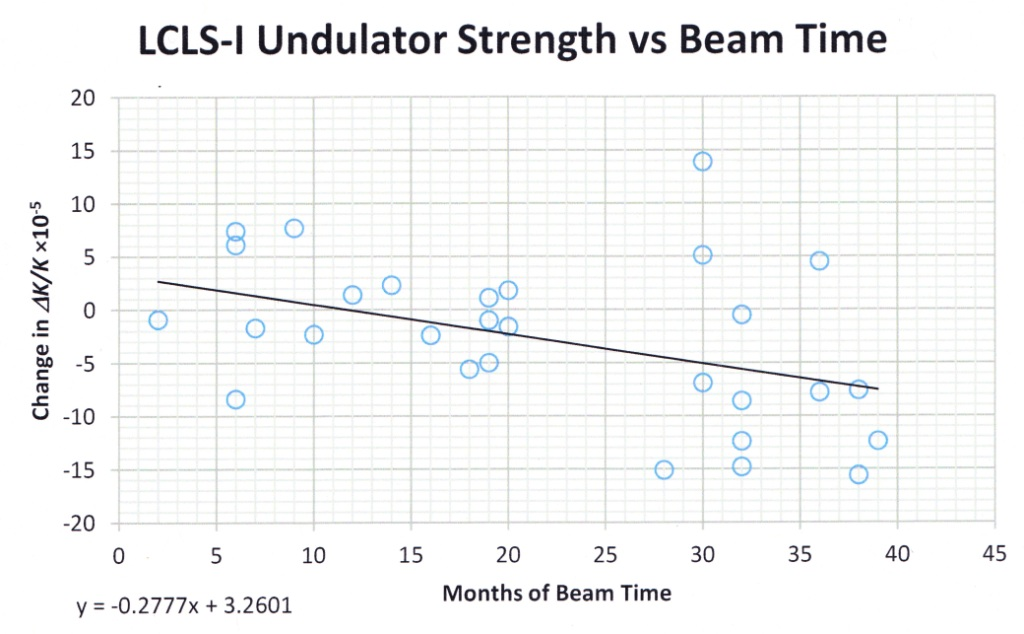 LCLS-I Undulator Strength vs Beam Time
Change in ΔK/K ×10⁻⁵
20
15
10
5
0
-5
-10
-15
-20
0 5 10 15 20 25 30 35 40 45
Months of Beam Time
y = -0.2777x + 3.2601